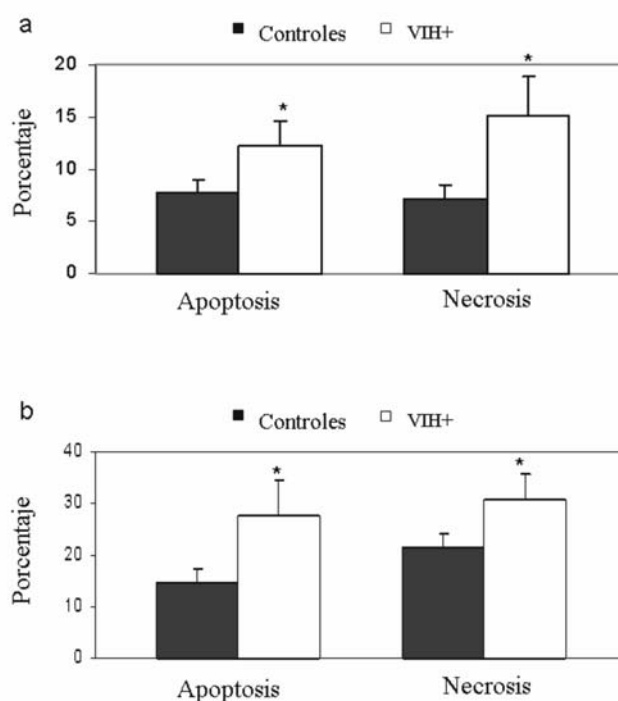 a
Controles VIH+
Porcentaje
20
15
10
5
0
* *
Apoptosis Necrosis
b
Controles VIH+
Porcentaje
40
30
20
10
0
* *
Apoptosis Necrosis